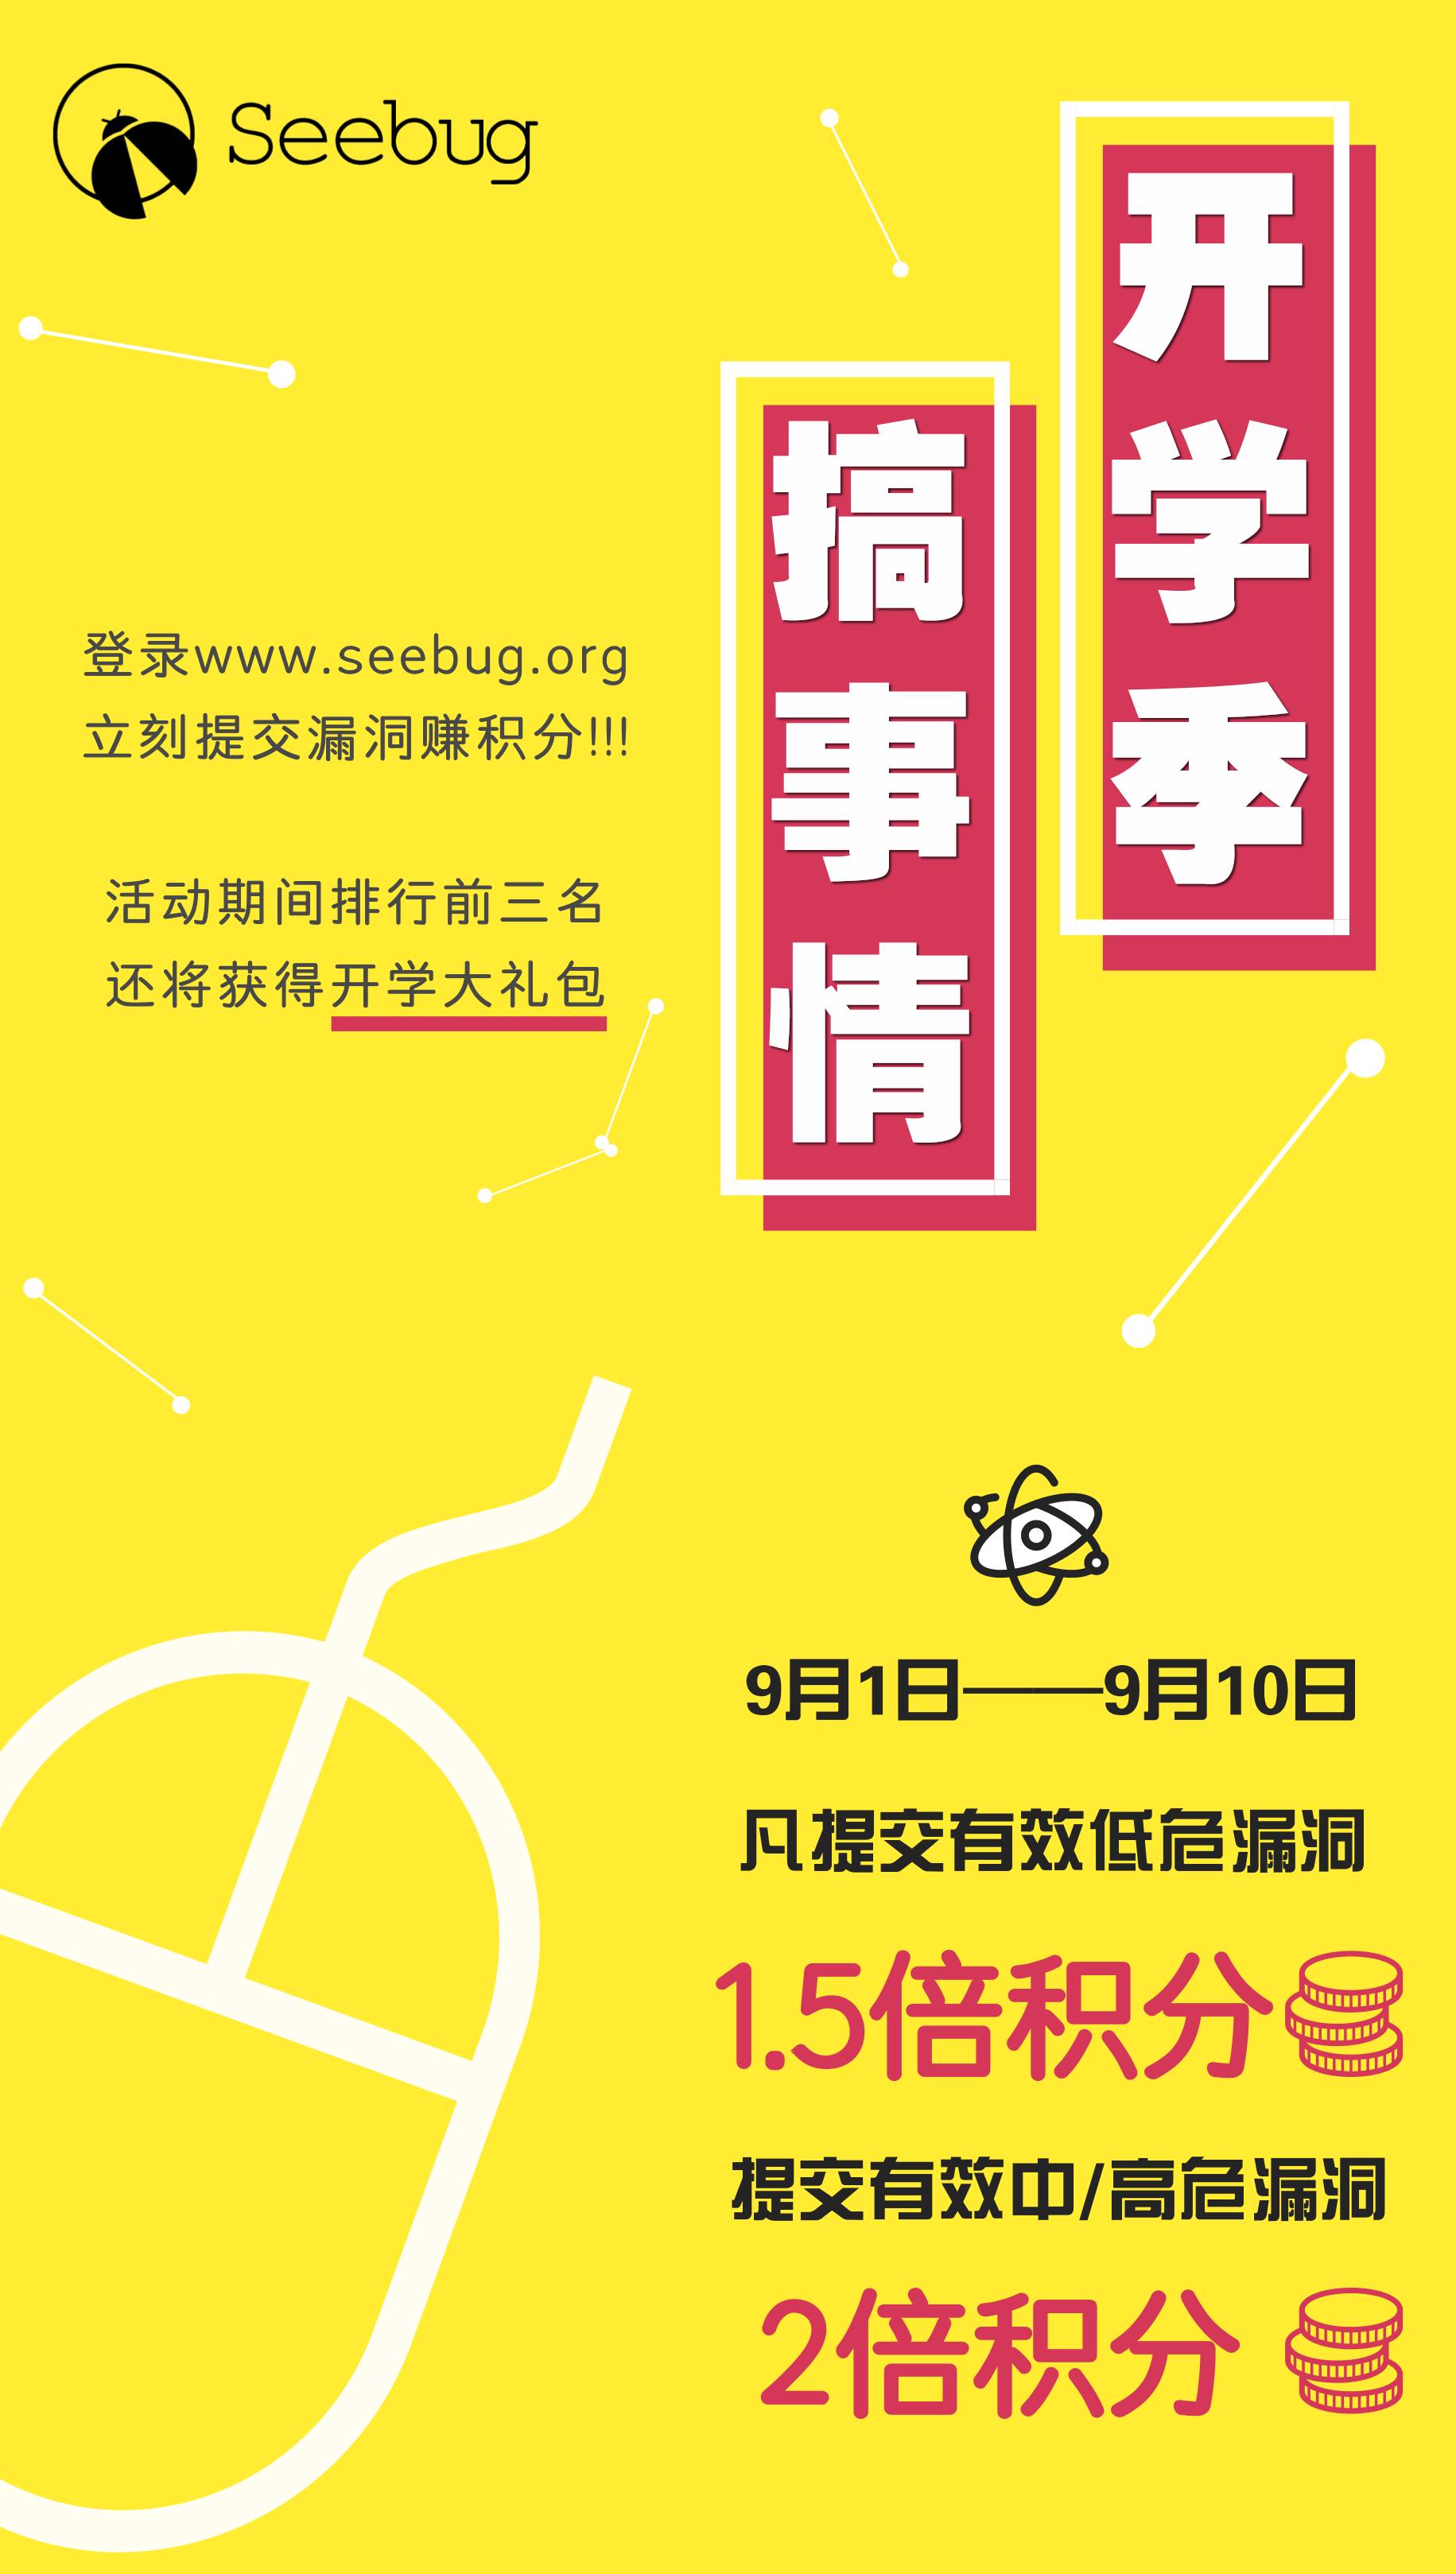 Seebug
开学季
搞事情
登录www.seebug.org
立刻提交漏洞赚积分!!!
活动期间排行前三名
还将获得开学大礼包
9月1日——9月10日
凡提交有效低危漏洞
1.5倍积分
提交有效中/高危漏洞
2倍积分